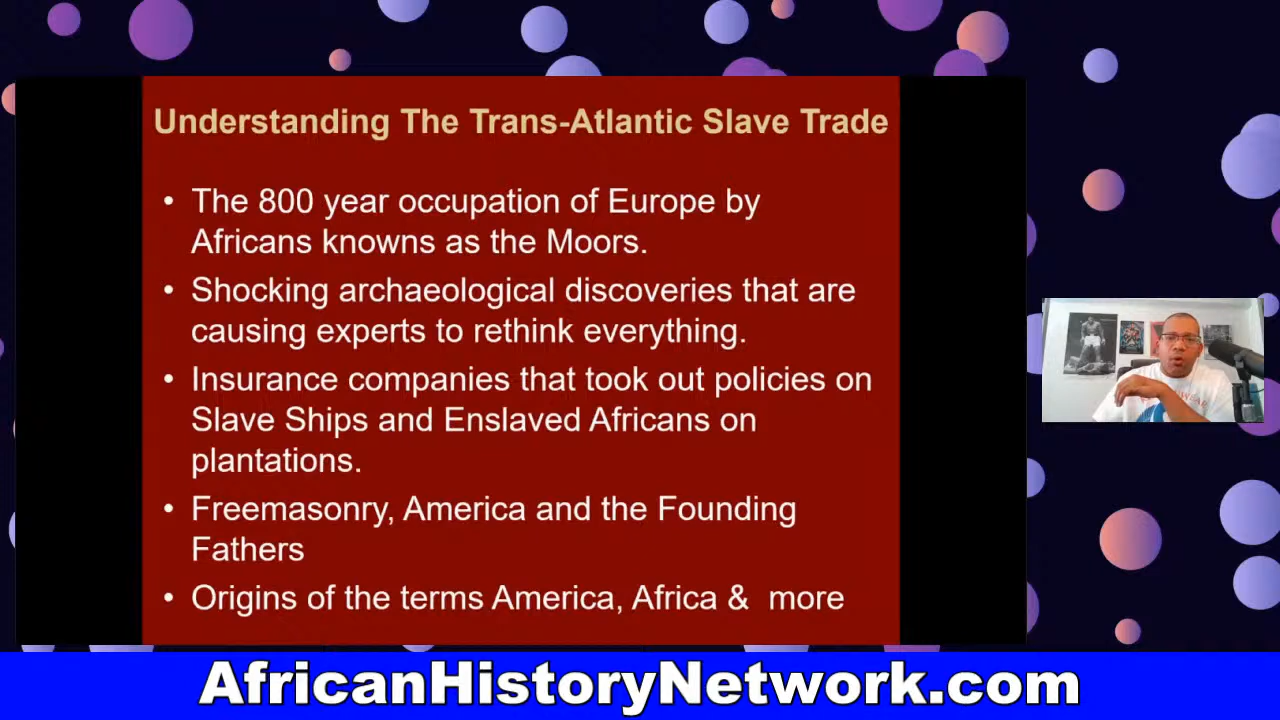 Understanding The Trans-Atlantic Slave Trade
• The 800 year occupation of Europe by
Africans knowns as the Moors.
• Shocking archaeological discoveries that are
causing experts to rethink everything.
• Insurance companies that took out policies on
Slave Ships and Enslaved Africans on
plantations.
• Freemasonry, America and the Founding
Fathers
• Origins of the terms America, Africa & more
AfricanHistoryNetwork.com